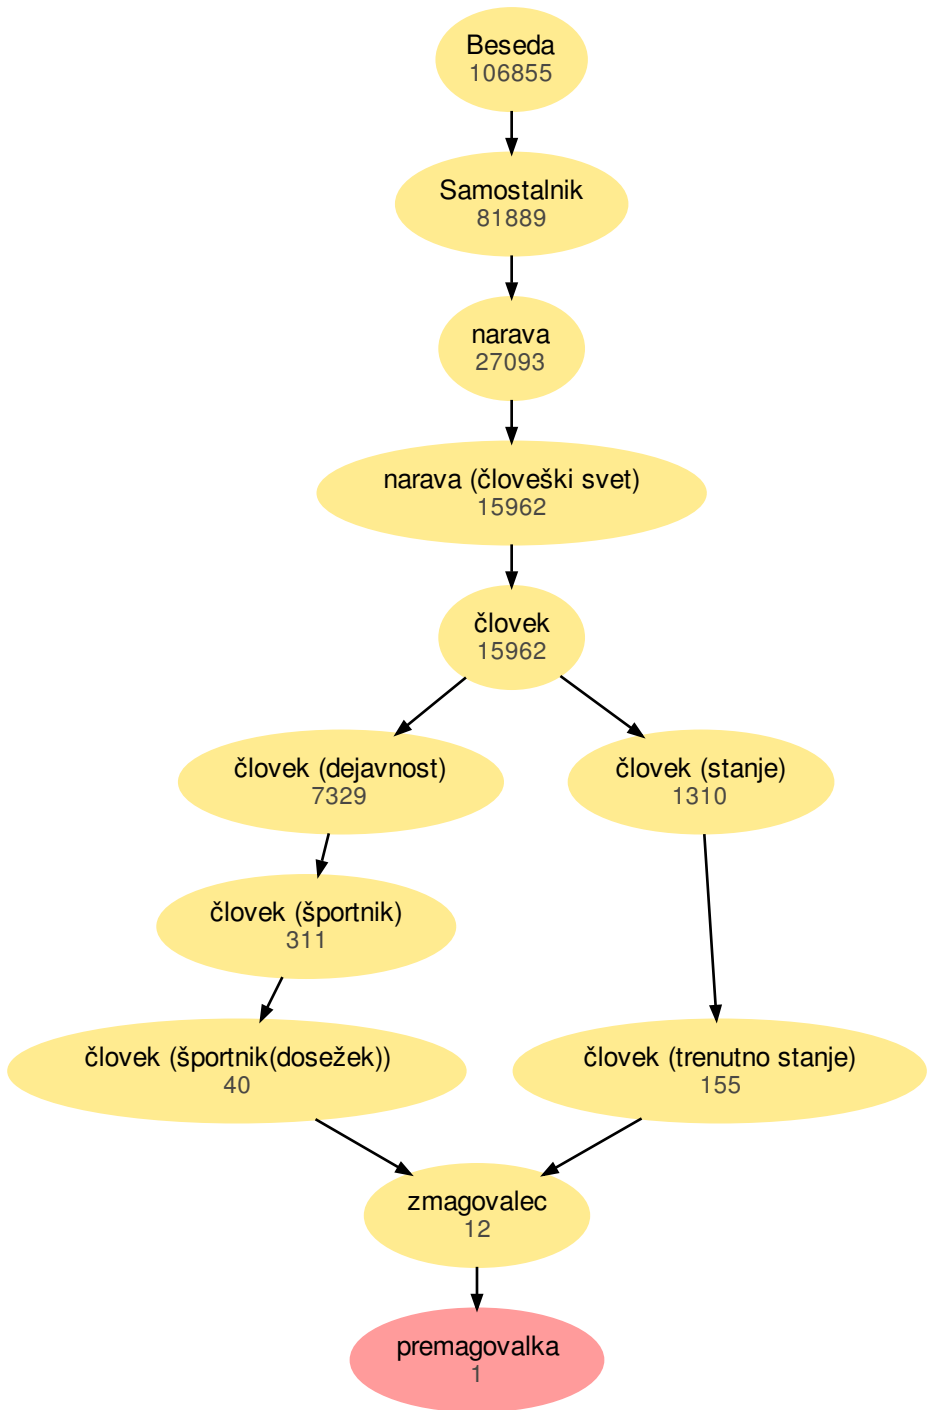 Beseda
106855
Samostalnik
81889
narava
27093
narava (človeški svet)
15962
človek
15962
človek (dejavnost)
7329
človek (stanje)
1310
človek (športnik)
311
človek (športnik(dosežek))
40
človek (trenutno stanje)
155
zmagovalec
12
premagovalka
1